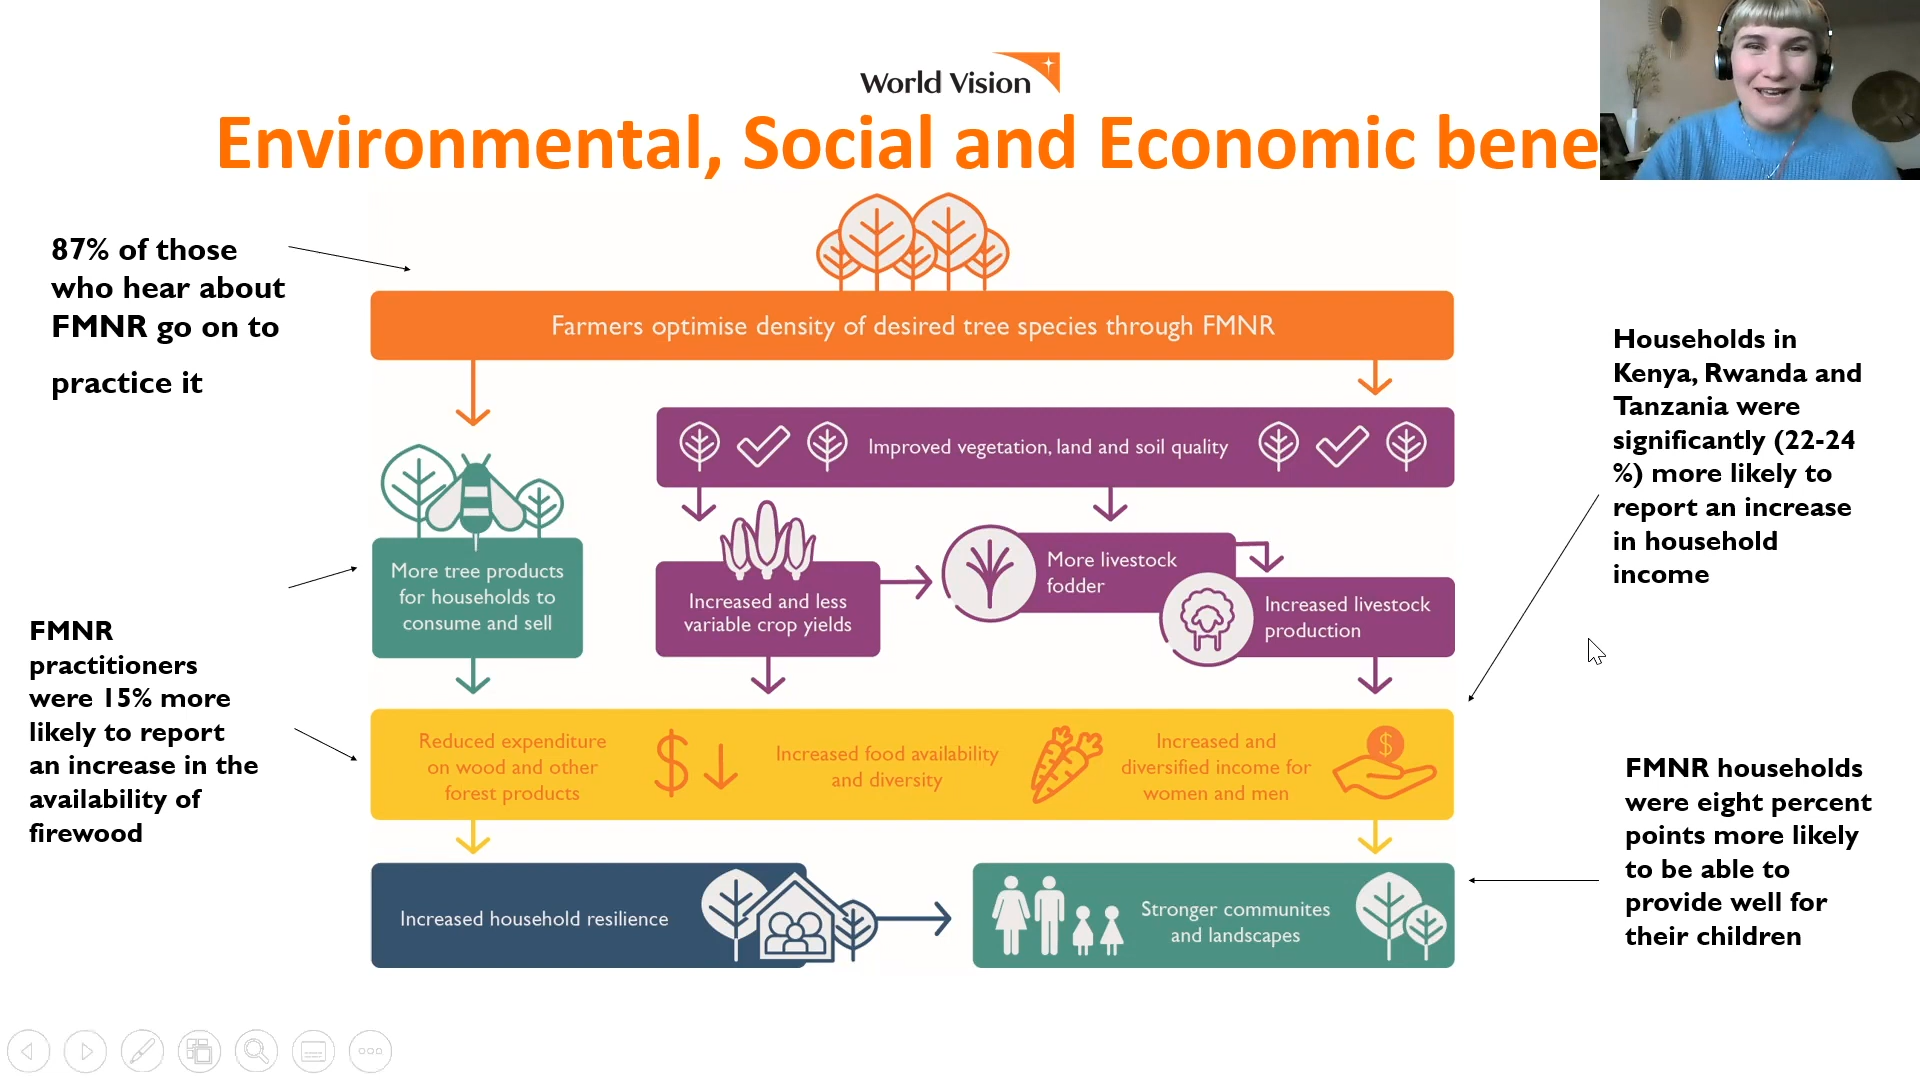 World Vision
Environmental, Social and Economic bene
87% of those
who hear about
FMNR go on to
practice it
Farmers optimise density of desired tree species through FMNR
Improved vegetation, land and soil quality
More tree products
for households to
consume and sell
Increased and less
variable crop yields
More livestock
fodder
Increased livestock
production
Households in
Kenya, Rwanda and
Tanzania were
significantly (22-24
%) more likely to
report an increase
in household
income
FMNR
practitioners
were 15% more
likely to report
an increase in the
availability of
firewood
Reduced expenditure
on wood and other
forest products
$
Increased food availability
and diversity
Increased and
diversified income for
women and men
$
Increased household resilience
Stronger communites
and landscapes
FMNR households
were eight percent
points more likely
to be able to
provide well for
their children